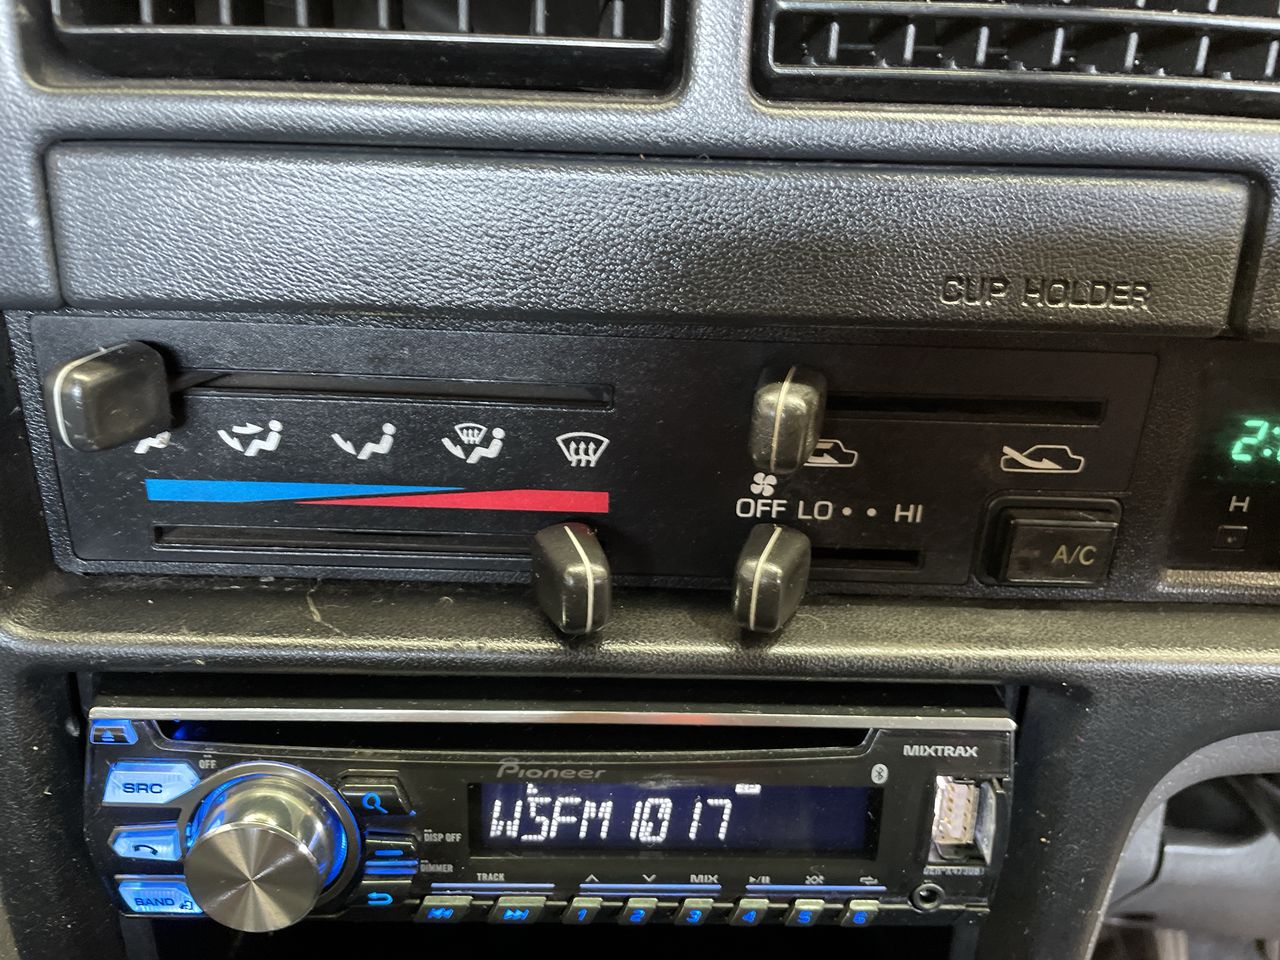 CUP HOLDER
OFF LO • • HI
A/C
H
MIXTRAX
Pioneer
OFF
SRC
WSFM 101 7
DISP OFF
DIMMER
TRACK
MIX
BAND
1 2 3 4 5 6